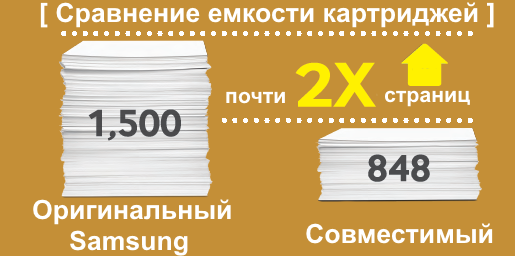 [ Сравнение емкости картриджей ]
почти 2X страниц
1,500
848
Оригинальный
Samsung
Совместимый